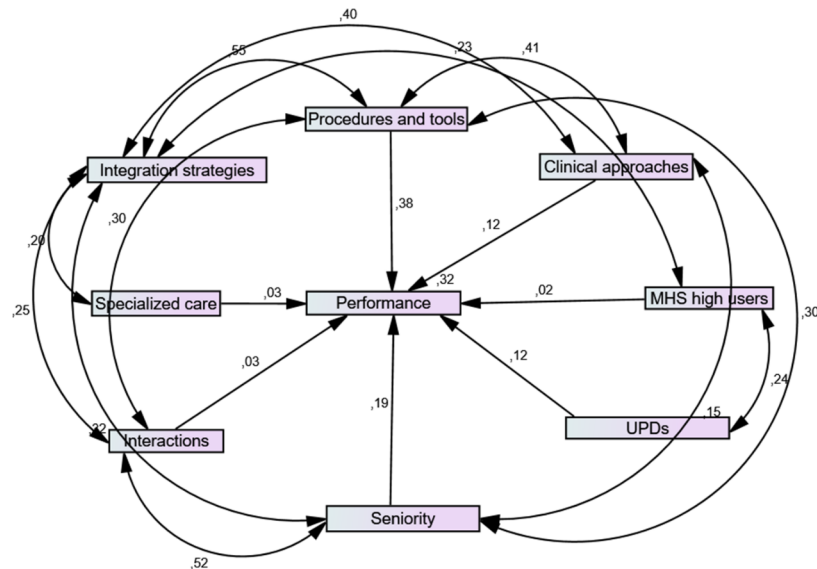 ,40
,55
,23
,41
Procedures and tools
Integration strategies
Clinical approaches
,38
,30
,12
,20
,32
Specialized care
,03
Performance
,02
MHS high users
,25
,30
,03
,12
,24
,19
,15
,22
Interactions
UPDs
Seniority
,52